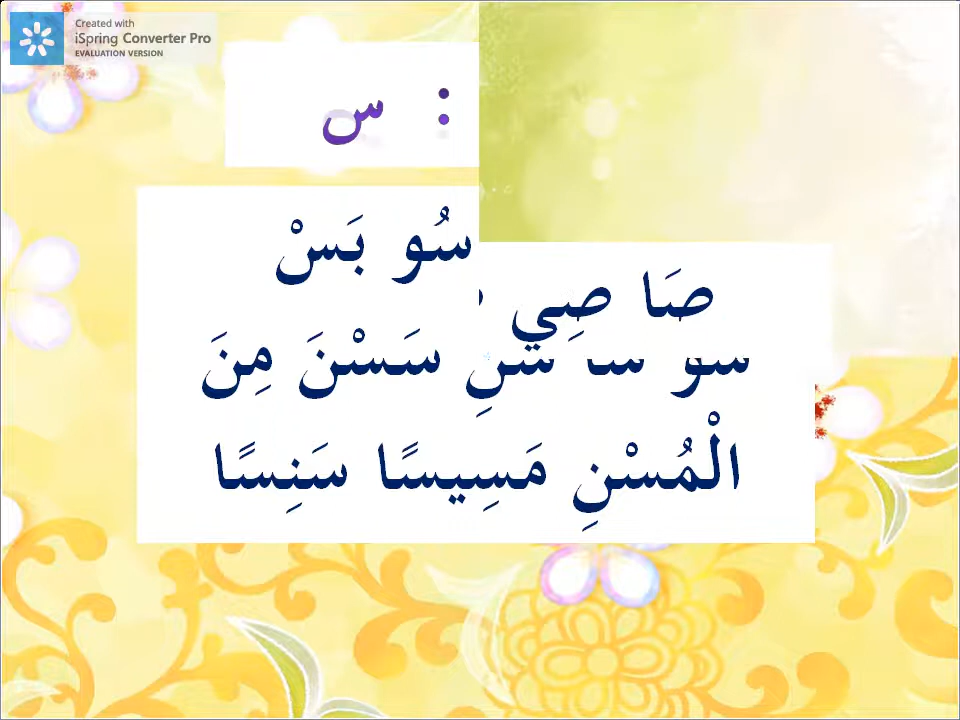 Created with
iSpring Converter Pro
EVALUATION VERSION
: س
سُو بَسْ
صَا صِي
سَسْنَ مِنَ
الْمُسْنِ مَسِيسًا سَنِسًا